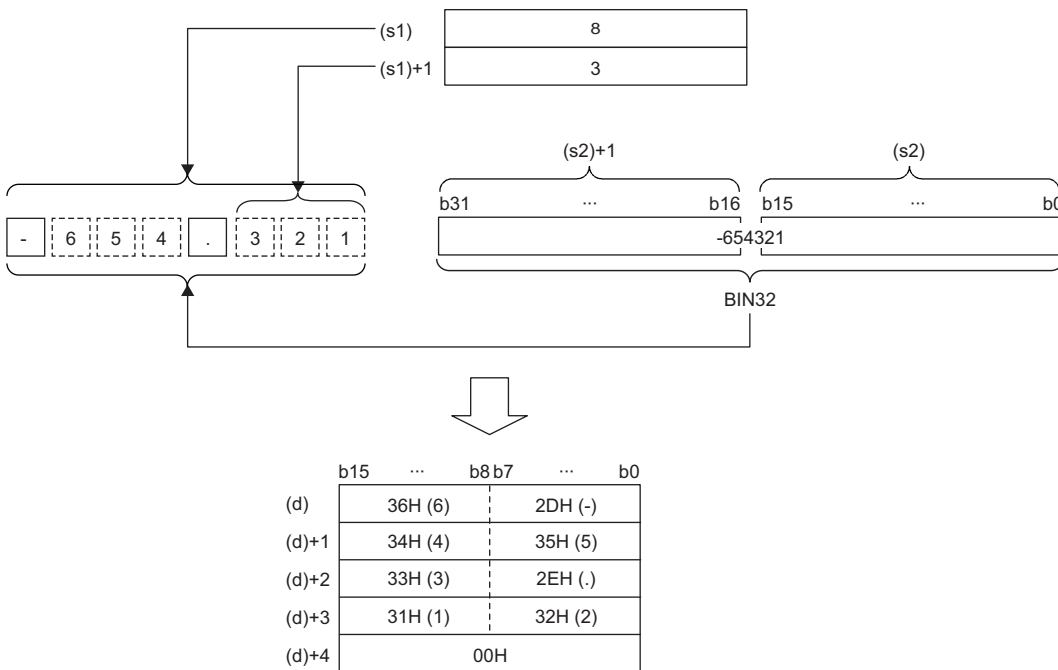 (s1) 8
(s1)+1 3
(s2)+1 (s2)
b31 ... b16 b15 ... b0
- 6 5 4 . 3 2 1 -654321
BIN32
b15 ... b8 b7 ... b0
(d) 36H (6) 2DH (-)
(d)+1 34H (4) 35H (5)
(d)+2 33H (3) 2EH (.)
(d)+3 31H (1) 32H (2)
(d)+4 00H